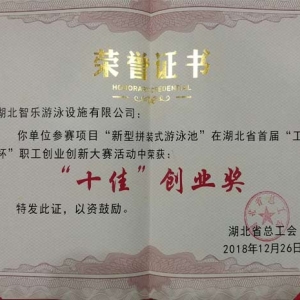 荣誉证书
HONORARY CREDENTIAL
湖北智乐游泳设施有限公司：
你单位参赛项目“新型拼装式游泳池”在湖北省首届“工
杯”职工创业创新大赛活动中荣获：
“十佳”创业奖
特发此证，以资鼓励。
湖北省总工会
2018年12月26日